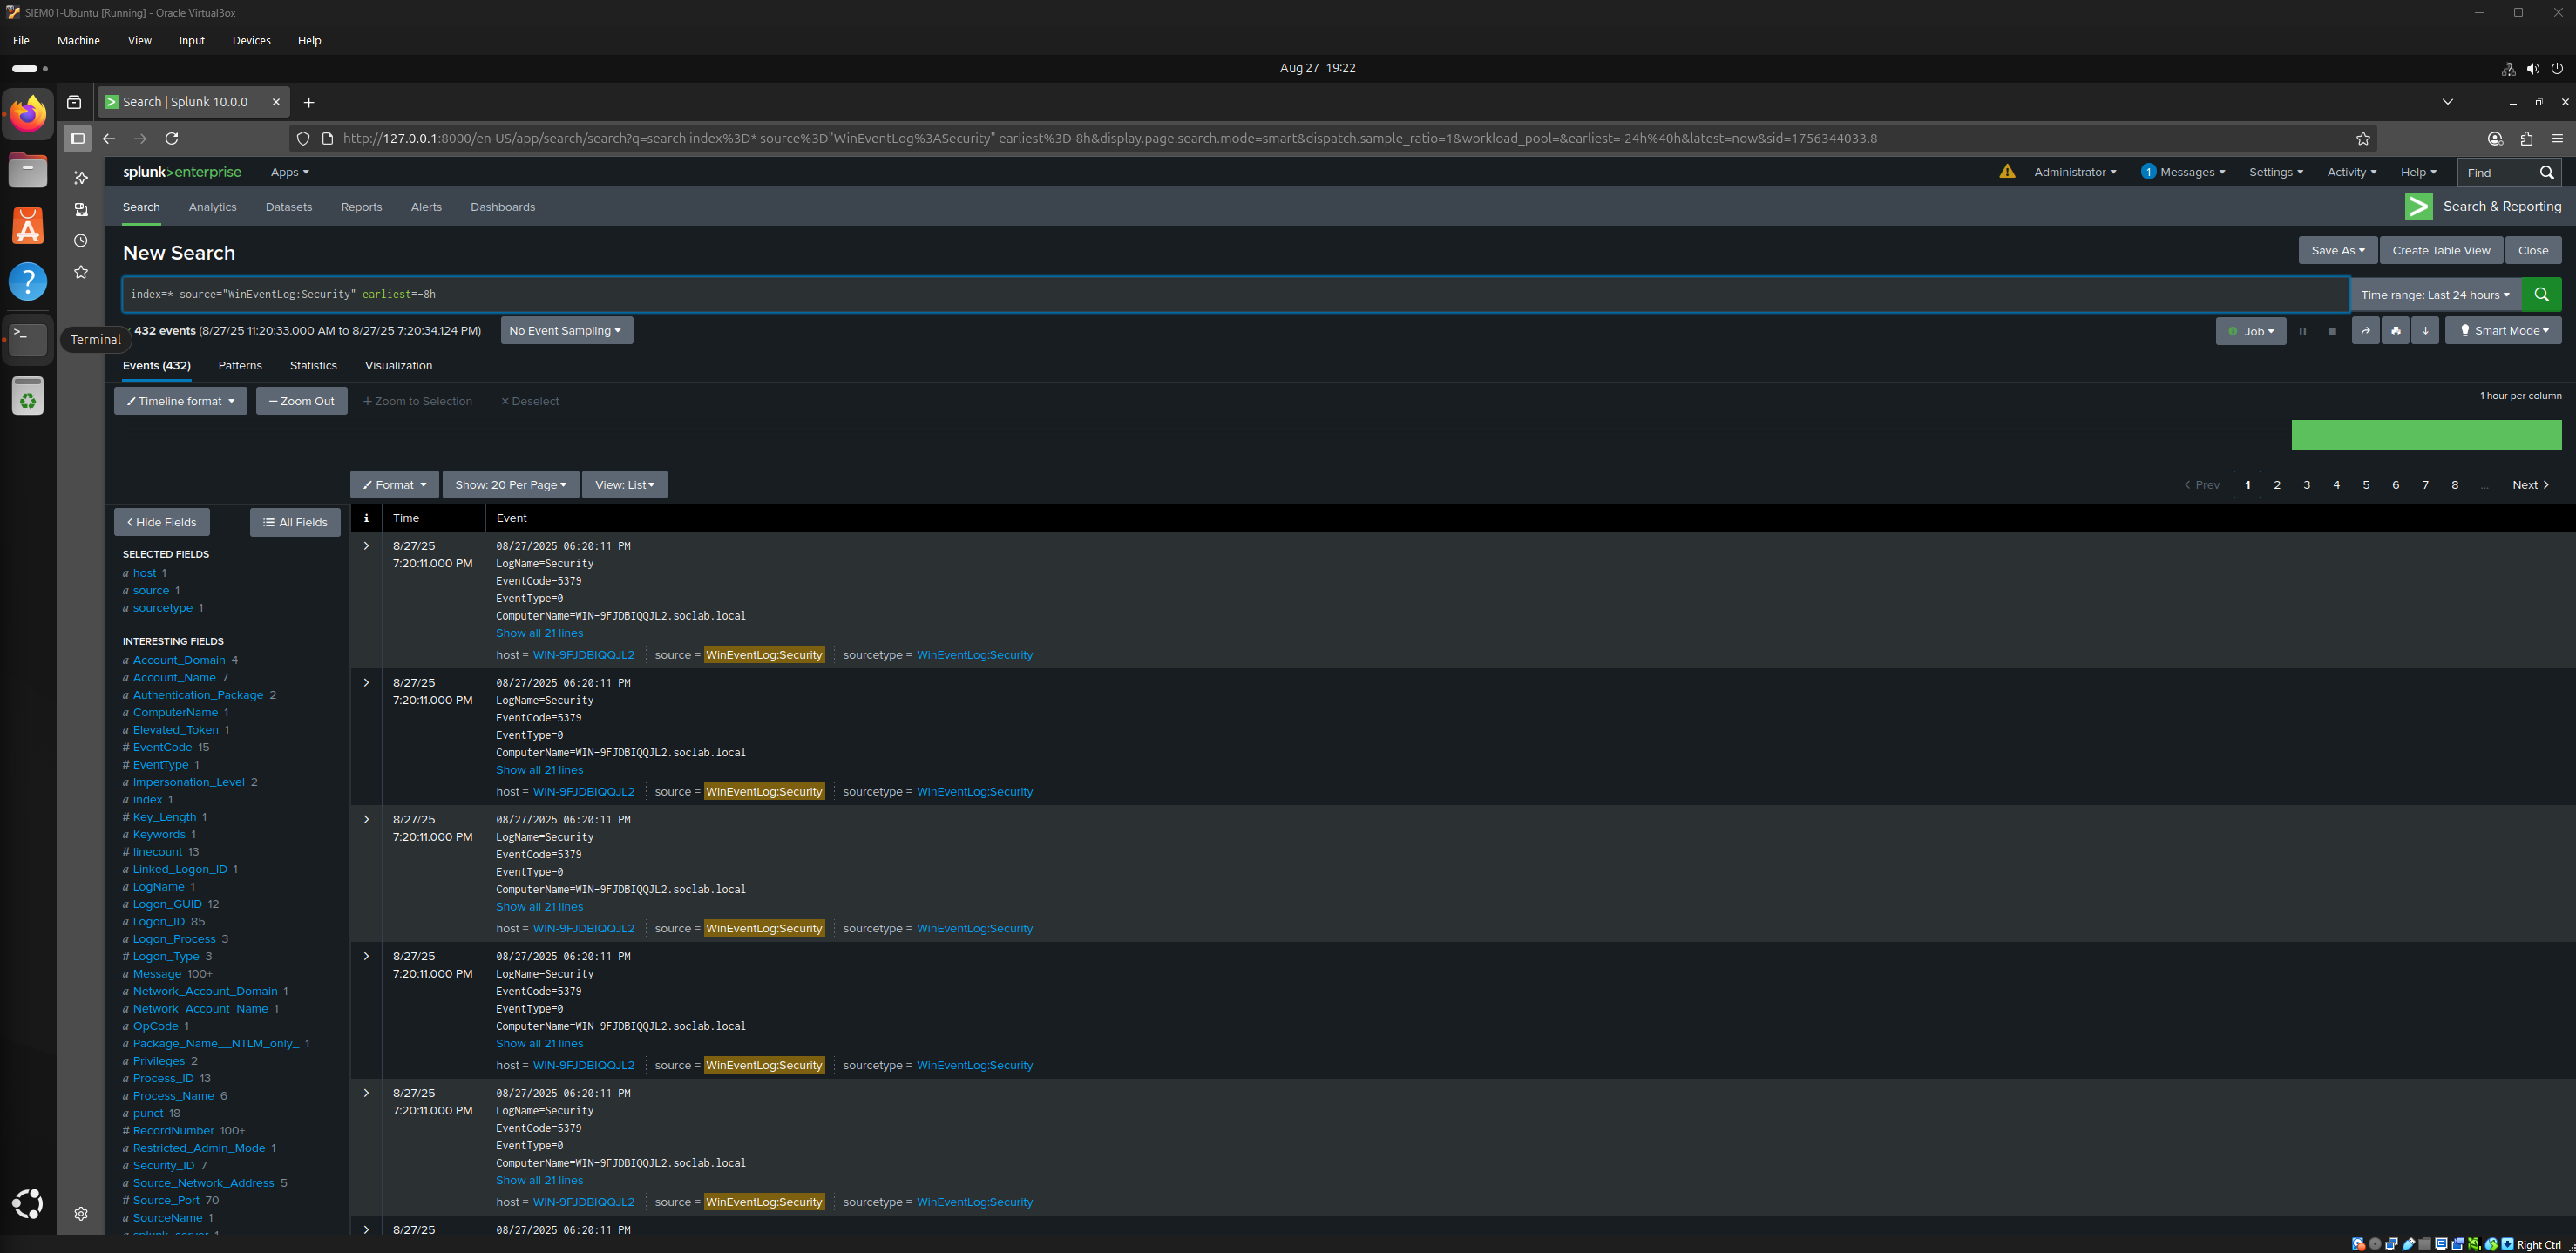 SIEM01-Ubuntu [Running] - Oracle VirtualBox
File Machine View Input Devices Help
Aug 27 19:22
Search | Splunk 10.0.0
http://127.0.0.1:8000/en-US/app/search/search?q=search index%3D* source%3D"WinEventLog%3ASecurity" earliest%3D-8h&display.page.search.mode=smart&dispatch.sample_ratio=1&workload_pool=&earliest=-24h%40h&latest=now&sid=1756344033.8
splunk>enterprise Apps Administrator 1 Messages Settings Activity Help Find
Search Analytics Datasets Reports Alerts Dashboards Search & Reporting
New Search Save As Create Table View Close
index=* source="WinEventLog:Security" earliest=-8h Time range: Last 24 hours
432 events (8/27/25 11:20:33.000 AM to 8/27/25 7:20:34.124 PM) No Event Sampling Job Smart Mode
Terminal
Events (432) Patterns Statistics Visualization
Timeline format Zoom Out Zoom to Selection Deselect 1 hour per column
Format Show: 20 Per Page View: List Prev 1 2 3 4 5 6 7 8 ... Next
Hide Fields All Fields
SELECTED FIELDS
a host 1
a source 1
a sourcetype 1
INTERESTING FIELDS
a Account_Domain 4
a Account_Name 7
a Authentication_Package 2
a ComputerName 1
a Elevated_Token 1
# EventCode 15
# EventType 1
a Impersonation_Level 2
a index 1
# Key_Length 1
a Keywords 1
# linecount 13
a Linked_Logon_ID 1
a LogName 1
a Logon_GUID 12
a Logon_ID 85
a Logon_Process 3
# Logon_Type 3
a Message 100+
a Network_Account_Domain 1
a Network_Account_Name 1
a OpCode 1
a Package_Name__NTLM_only_ 1
a Privileges 2
a Process_ID 13
a Process_Name 6
a punct 18
# RecordNumber 100+
a Restricted_Admin_Mode 1
a Security_ID 7
a Source_Network_Address 5
# Source_Port 70
a SourceName 1
a splunk_server 1
i Time Event
8/27/25 08/27/2025 06:20:11 PM
7:20:11.000 PM LogName=Security
EventCode=5379
EventType=0
ComputerName=WIN-9FJDBIQQJL2.soclab.local
Show all 21 lines
host = WIN-9FJDBIQQJL2 source = WinEventLog:Security sourcetype = WinEventLog:Security
8/27/25 08/27/2025 06:20:11 PM
7:20:11.000 PM LogName=Security
EventCode=5379
EventType=0
ComputerName=WIN-9FJDBIQQJL2.soclab.local
Show all 21 lines
host = WIN-9FJDBIQQJL2 source = WinEventLog:Security sourcetype = WinEventLog:Security
8/27/25 08/27/2025 06:20:11 PM
7:20:11.000 PM LogName=Security
EventCode=5379
EventType=0
ComputerName=WIN-9FJDBIQQJL2.soclab.local
Show all 21 lines
host = WIN-9FJDBIQQJL2 source = WinEventLog:Security sourcetype = WinEventLog:Security
8/27/25 08/27/2025 06:20:11 PM
7:20:11.000 PM LogName=Security
EventCode=5379
EventType=0
ComputerName=WIN-9FJDBIQQJL2.soclab.local
Show all 21 lines
host = WIN-9FJDBIQQJL2 source = WinEventLog:Security sourcetype = WinEventLog:Security
8/27/25 08/27/2025 06:20:11 PM
7:20:11.000 PM LogName=Security
EventCode=5379
EventType=0
ComputerName=WIN-9FJDBIQQJL2.soclab.local
Show all 21 lines
host = WIN-9FJDBIQQJL2 source = WinEventLog:Security sourcetype = WinEventLog:Security
8/27/25 08/27/2025 06:20:11 PM
Right Ctrl